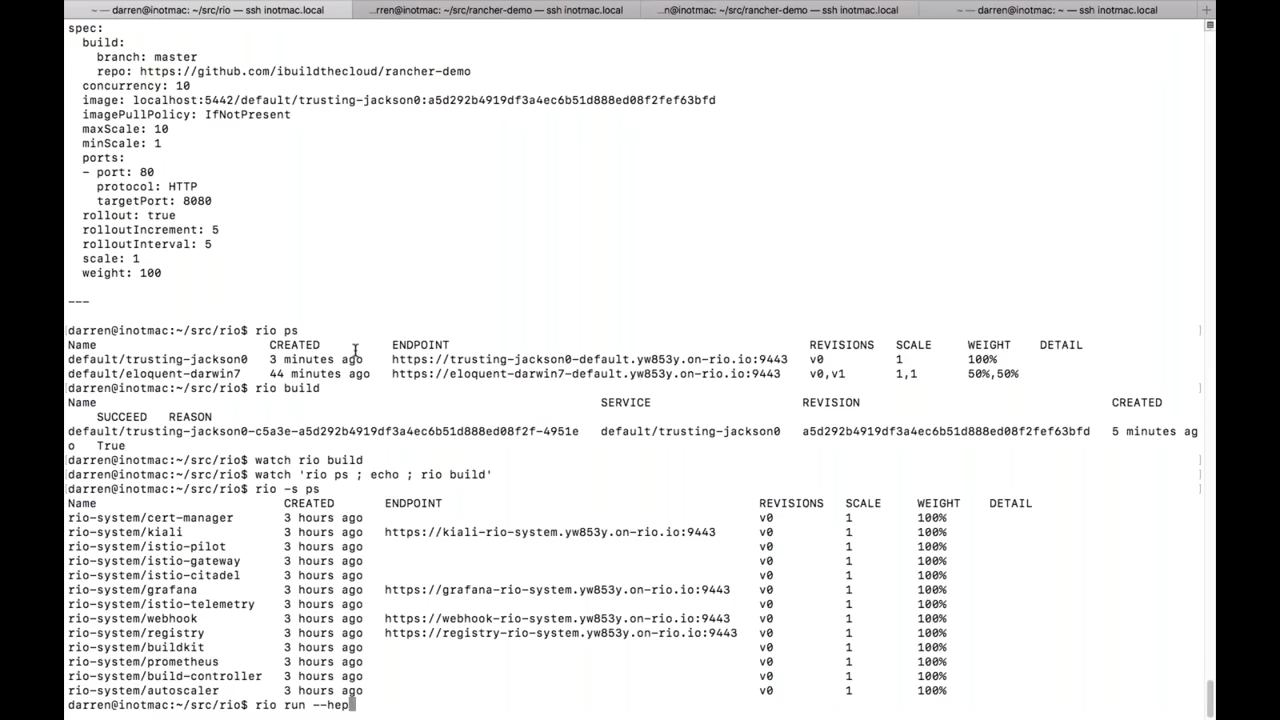 ~ — darren@inotmac: ~/src/rio — ssh inotmac.local
...rren@inotmac: ~/src/rancher-demo — ssh inotmac.local
...n@inotmac: ~/src/rancher-demo — ssh inotmac.local
~ — darren@inotmac: ~ — ssh inotmac.local
+
spec:
  build:
    branch: master
    repo: https://github.com/ibuildthecloud/rancher-demo
  concurrency: 10
  image: localhost:5442/default/trusting-jackson0:a5d292b4919df3a4ec6b51d888ed08f2fef63bfd
  imagePullPolicy: IfNotPresent
  maxScale: 10
  minScale: 1
  ports:
  - port: 80
    protocol: HTTP
    targetPort: 8080
  rollout: true
  rolloutIncrement: 5
  rolloutInterval: 5
  scale: 1
  weight: 100

---

darren@inotmac:~/src/rio$ rio ps
Name CREATED ENDPOINT REVISIONS SCALE WEIGHT DETAIL
default/trusting-jackson0 3 minutes ago https://trusting-jackson0-default.yw853y.on-rio.io:9443 v0 1 100%
default/eloquent-darwin7 44 minutes ago https://eloquent-darwin7-default.yw853y.on-rio.io:9443 v0,v1 1,1 50%,50%
darren@inotmac:~/src/rio$ rio build
Name SERVICE REVISION CREATED
    SUCCEED REASON
default/trusting-jackson0-c5a3e-a5d292b4919df3a4ec6b51d888ed08f2f-4951e default/trusting-jackson0 a5d292b4919df3a4ec6b51d888ed08f2fef63bfd 5 minutes ag
o True
darren@inotmac:~/src/rio$ watch rio build
darren@inotmac:~/src/rio$ watch 'rio ps ; echo ; rio build'
darren@inotmac:~/src/rio$ rio -s ps
Name CREATED ENDPOINT REVISIONS SCALE WEIGHT DETAIL
rio-system/cert-manager 3 hours ago v0 1 100%
rio-system/kiali 3 hours ago https://kiali-rio-system.yw853y.on-rio.io:9443 v0 1 100%
rio-system/istio-pilot 3 hours ago v0 1 100%
rio-system/istio-gateway 3 hours ago v0 1 100%
rio-system/istio-citadel 3 hours ago v0 1 100%
rio-system/grafana 3 hours ago https://grafana-rio-system.yw853y.on-rio.io:9443 v0 1 100%
rio-system/istio-telemetry 3 hours ago v0 1 100%
rio-system/webhook 3 hours ago https://webhook-rio-system.yw853y.on-rio.io:9443 v0 1 100%
rio-system/registry 3 hours ago https://registry-rio-system.yw853y.on-rio.io:9443 v0 1 100%
rio-system/buildkit 3 hours ago v0 1 100%
rio-system/prometheus 3 hours ago v0 1 100%
rio-system/build-controller 3 hours ago v0 1 100%
rio-system/autoscaler 3 hours ago v0 1 100%
darren@inotmac:~/src/rio$ rio run --hep